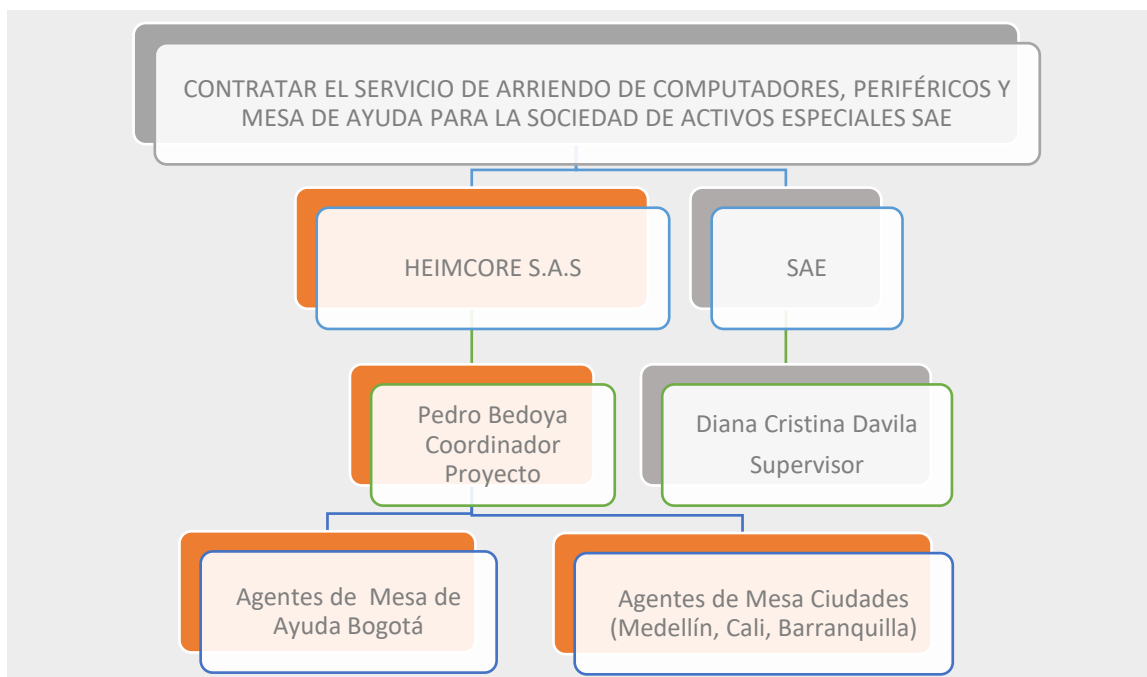 CONTRATAR EL SERVICIO DE ARRIENDO DE COMPUTADORES, PERIFÉRICOS Y
MESA DE AYUDA PARA LA SOCIEDAD DE ACTIVOS ESPECIALES SAE
HEIMCORE S.A.S
SAE
Pedro Bedoya
Coordinador
Proyecto
Diana Cristina Davila
Supervisor
Agentes de Mesa de
Ayuda Bogotá
Agentes de Mesa Ciudades
(Medellín, Cali, Barranquilla)